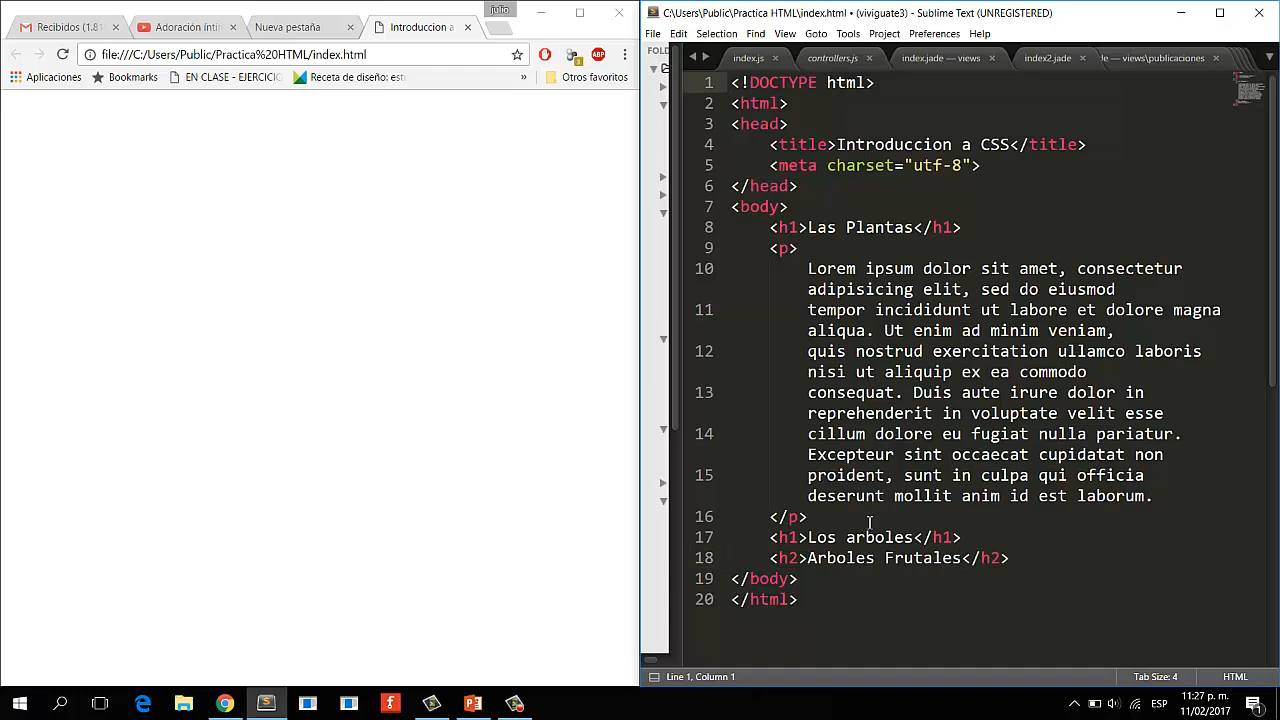 julio
Recibidos (1.81
Adoración ínti
Nueva pestaña
Introduccion a
file:///C:/Users/Public/Practica%20HTML/index.html
ABP
Aplicaciones
Bookmarks
EN CLASE - EJERCICIO
Receta de diseño: est
»
Otros favoritos
C:\Users\Public\Practica HTML\index.html • (viviguate3) - Sublime Text (UNREGISTERED)
File Edit Selection Find View Goto Tools Project Preferences Help
FOLD
index.js
controllers.js
index.jade — views
index2.jade
de — views\publicaciones
1 <!DOCTYPE html>
2 <html>
3 <head>
4 <title>Introduccion a CSS</title>
5 <meta charset="utf-8">
6 </head>
7 <body>
8 <h1>Las Plantas</h1>
9 <p>
10 Lorem ipsum dolor sit amet, consectetur
adipisicing elit, sed do eiusmod
11 tempor incididunt ut labore et dolore magna
aliqua. Ut enim ad minim veniam,
12 quis nostrud exercitation ullamco laboris
nisi ut aliquip ex ea commodo
13 consequat. Duis aute irure dolor in
reprehenderit in voluptate velit esse
14 cillum dolore eu fugiat nulla pariatur.
Excepteur sint occaecat cupidatat non
15 proident, sunt in culpa qui officia
deserunt mollit anim id est laborum.
16 </p>
17 <h1>Los arboles</h1>
18 <h2>Arboles Frutales</h2>
19 </body>
20 </html>
Line 1, Column 1
Tab Size: 4
HTML
ESP
11:27 p. m.
11/02/2017